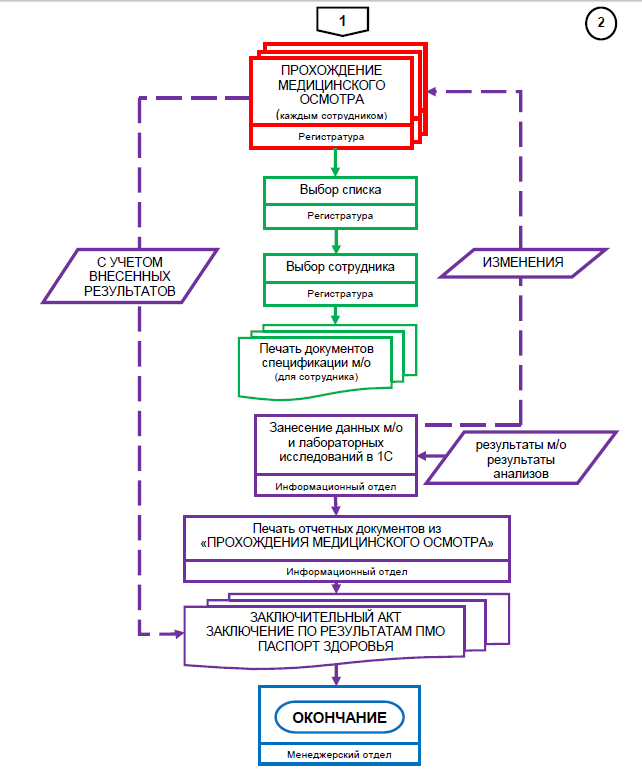 1
2
ПРОХОЖДЕНИЕ
МЕДИЦИНСКОГО
ОСМОТРА
(каждым сотрудником)
Регистратура
Выбор списка
Регистратура
С УЧЕТОМ
ВНЕСЕННЫХ
РЕЗУЛЬТАТОВ
Выбор сотрудника
Регистратура
ИЗМЕНЕНИЯ
Печать документов
спецификации м/о
(для сотрудника)
Занесение данных м/о
и лабораторных
исследований в 1С
Информационный отдел
результаты м/о
результаты
анализов
Печать отчетных документов из
«ПРОХОЖДЕНИЯ МЕДИЦИНСКОГО ОСМОТРА»
Информационный отдел
ЗАКЛЮЧИТЕЛЬНЫЙ АКТ
ЗАКЛЮЧЕНИЕ ПО РЕЗУЛЬТАТАМ ПМО
ПАСПОРТ ЗДОРОВЬЯ
ОКОНЧАНИЕ
Менеджерский отдел